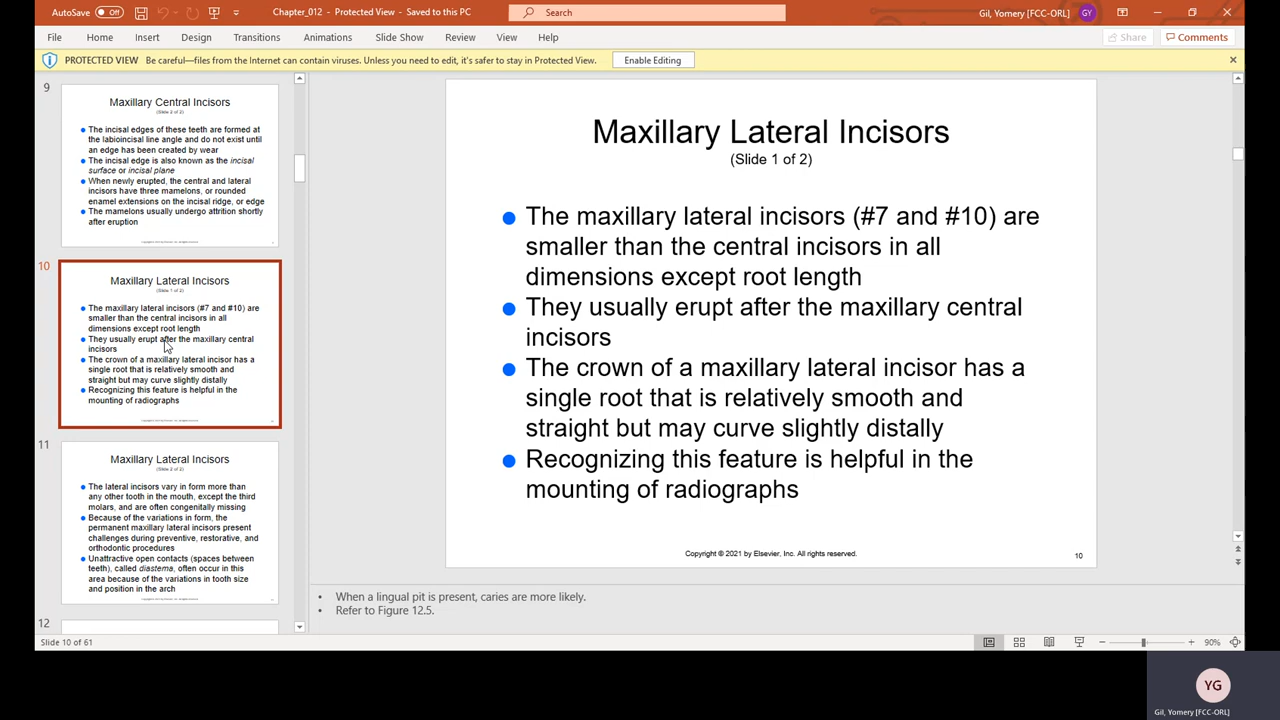 AutoSave Off Chapter_012 - Protected View - Saved to this PC Search Gil, Yomery [FCC-ORL] GY
File Home Insert Design Transitions Animations Slide Show Review View Help Share Comments
PROTECTED VIEW Be careful—files from the Internet can contain viruses. Unless you need to edit, it's safer to stay in Protected View. Enable Editing
9
Maxillary Central Incisors
(Slide 2 of 2)
The incisal edges of these teeth are formed at
the labioincisal line angle and do not exist until
an edge has been created by wear
The incisal edge is also known as the incisal
surface or incisal plane
When newly erupted, the central and lateral
incisors have three mamelons, or rounded
enamel extensions on the incisal ridge, or edge
The mamelons usually undergo attrition shortly
after eruption
10
Maxillary Lateral Incisors
(Slide 1 of 2)
The maxillary lateral incisors (#7 and #10) are
smaller than the central incisors in all
dimensions except root length
They usually erupt after the maxillary central
incisors
The crown of a maxillary lateral incisor has a
single root that is relatively smooth and
straight but may curve slightly distally
Recognizing this feature is helpful in the
mounting of radiographs
11
Maxillary Lateral Incisors
(Slide 2 of 2)
The lateral incisors vary in form more than
any other tooth in the mouth, except the third
molars, and are often congenitally missing
Because of the variations in form, the
permanent maxillary lateral incisors present
challenges during preventive, restorative, and
orthodontic procedures
Unattractive open contacts (spaces between
teeth), called diastema, often occur in this
area because of the variations in tooth size
and position in the arch
12
Maxillary Lateral Incisors
(Slide 1 of 2)
The maxillary lateral incisors (#7 and #10) are
smaller than the central incisors in all
dimensions except root length
They usually erupt after the maxillary central
incisors
The crown of a maxillary lateral incisor has a
single root that is relatively smooth and
straight but may curve slightly distally
Recognizing this feature is helpful in the
mounting of radiographs
Copyright © 2021 by Elsevier, Inc. All rights reserved.
10
When a lingual pit is present, caries are more likely.
Refer to Figure 12.5.
Slide 10 of 61 90%
YG
Gil, Yomery [FCC-ORL]